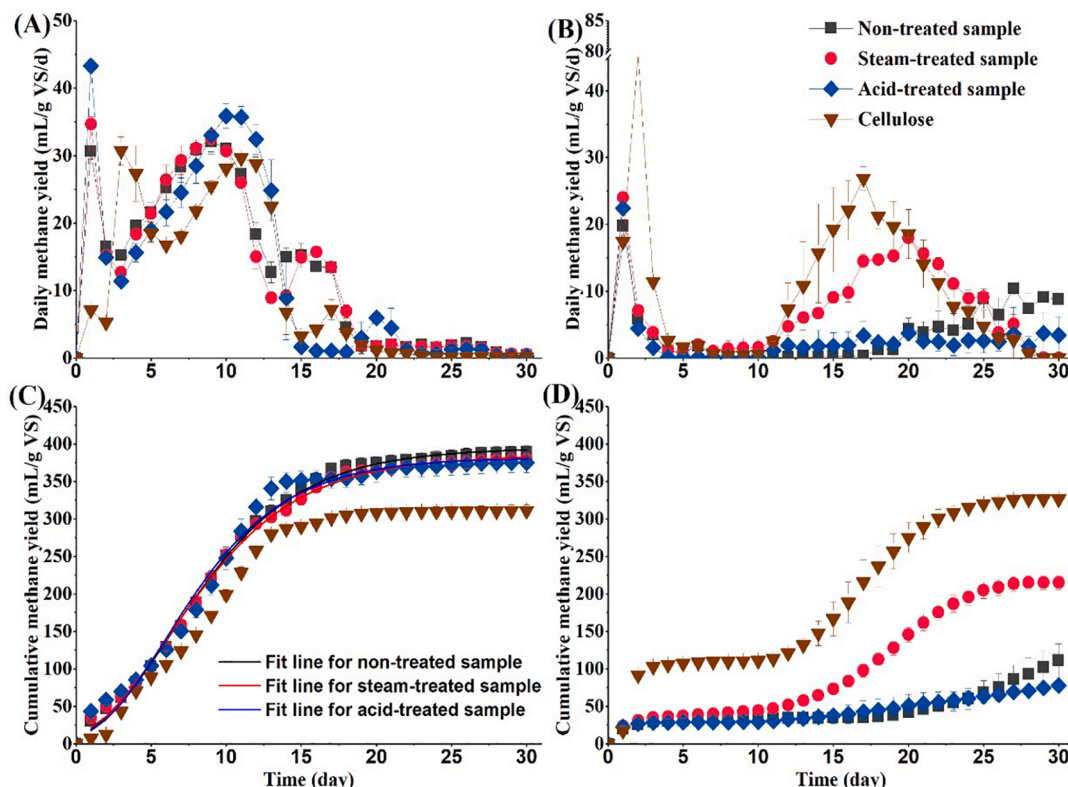 (A)
Daily methane yield (mL/g VS/d)
50
40
30
20
10
0
0 5 10 15 20 25 30
(B)
Daily methane yield (mL/g VS/d)
85
80
40
30
20
10
0
0 5 10 15 20 25 30
Non-treated sample
Steam-treated sample
Acid-treated sample
Cellulose
(C)
Cumulative methane yield (mL/g VS)
450
400
350
300
250
200
150
100
50
0
Fit line for non-treated sample
Fit line for steam-treated sample
Fit line for acid-treated sample
0 5 10 15 20 25 30
Time (day)
(D)
Cumulative methane yield (mL/g VS)
450
400
350
300
250
200
150
100
50
0
0 5 10 15 20 25 30
Time (day)